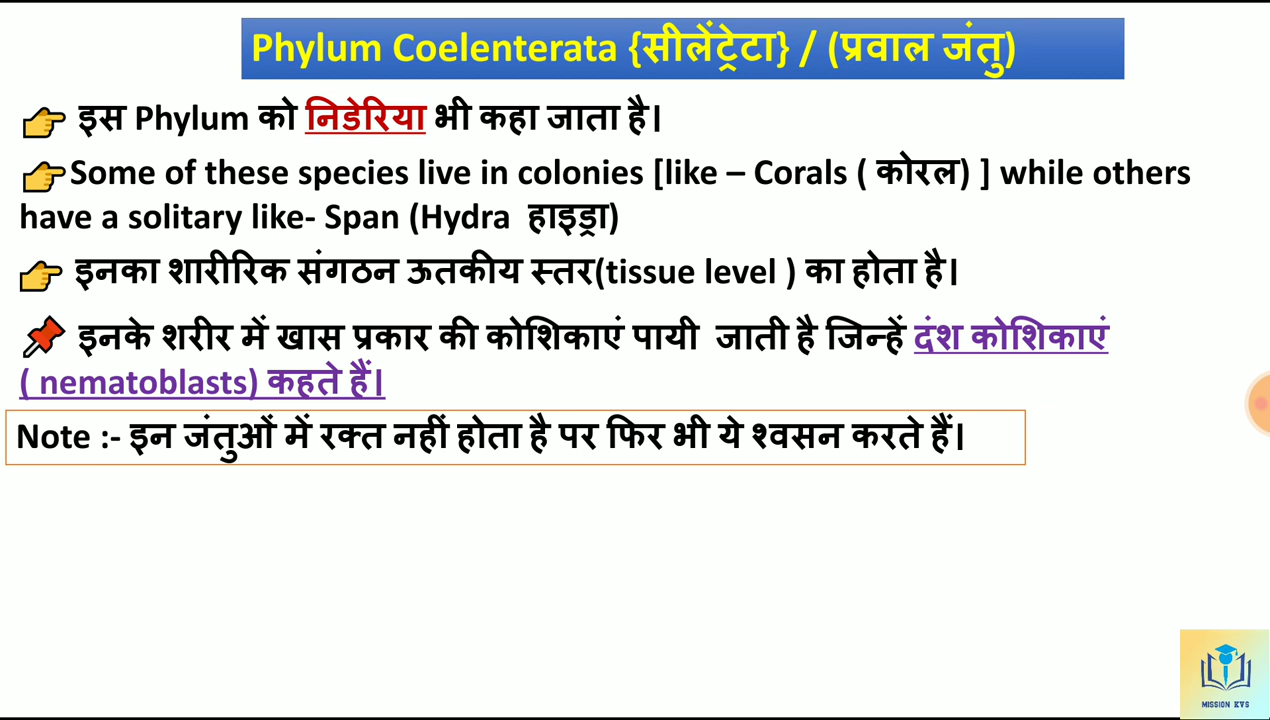 Phylum Coelenterata {सीलेंट्रेटा} / (प्रवाल जंतु)
👉 इस Phylum को निडेरिया भी कहा जाता है।
👉Some of these species live in colonies [like – Corals ( कोरल) ] while others
have a solitary like- Span (Hydra हाइड्रा)
👉 इनका शारीरिक संगठन ऊतकीय स्तर(tissue level ) का होता है।
📌 इनके शरीर में खास प्रकार की कोशिकाएं पायी जाती है जिन्हें दंश कोशिकाएं
( nematoblasts) कहते हैं।
Note :- इन जंतुओं में रक्त नहीं होता है पर फिर भी ये श्वसन करते हैं।
MISSION KVS